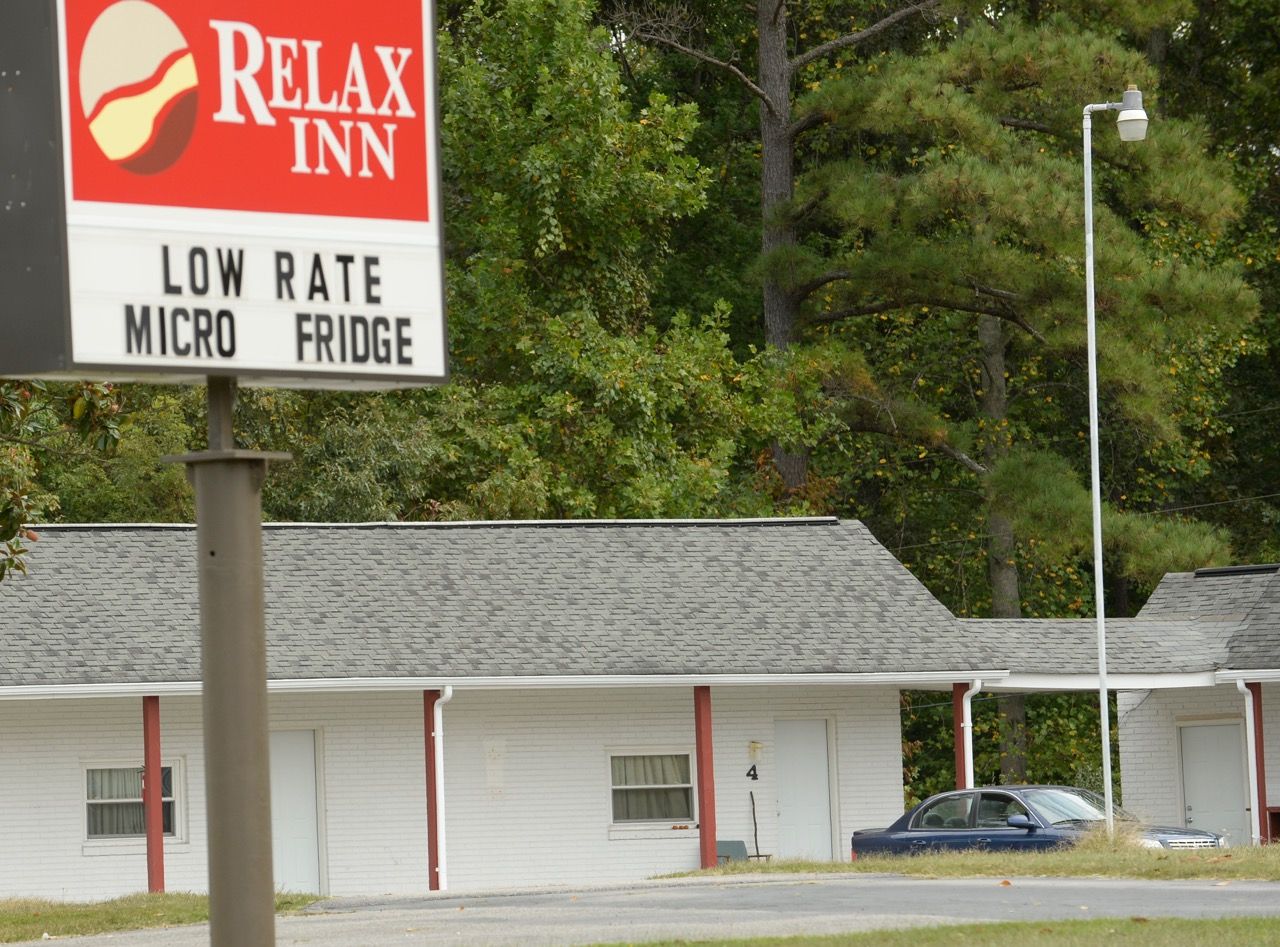 RELAX
INN
LOW RATE
MICRO FRIDGE
4